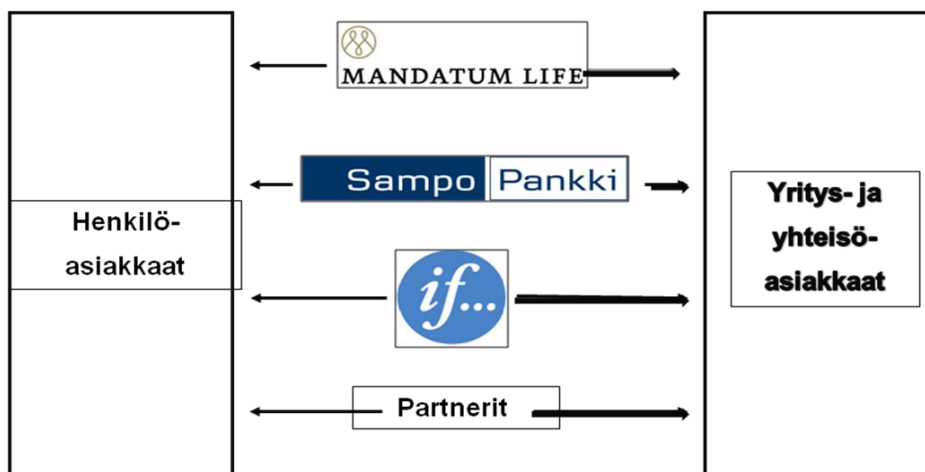 MANDATUM LIFE
Sampo Pankki
Henkilö-
asiakkaat
if...
Partnerit
Yritys- ja
yhteisö-
asiakkaat